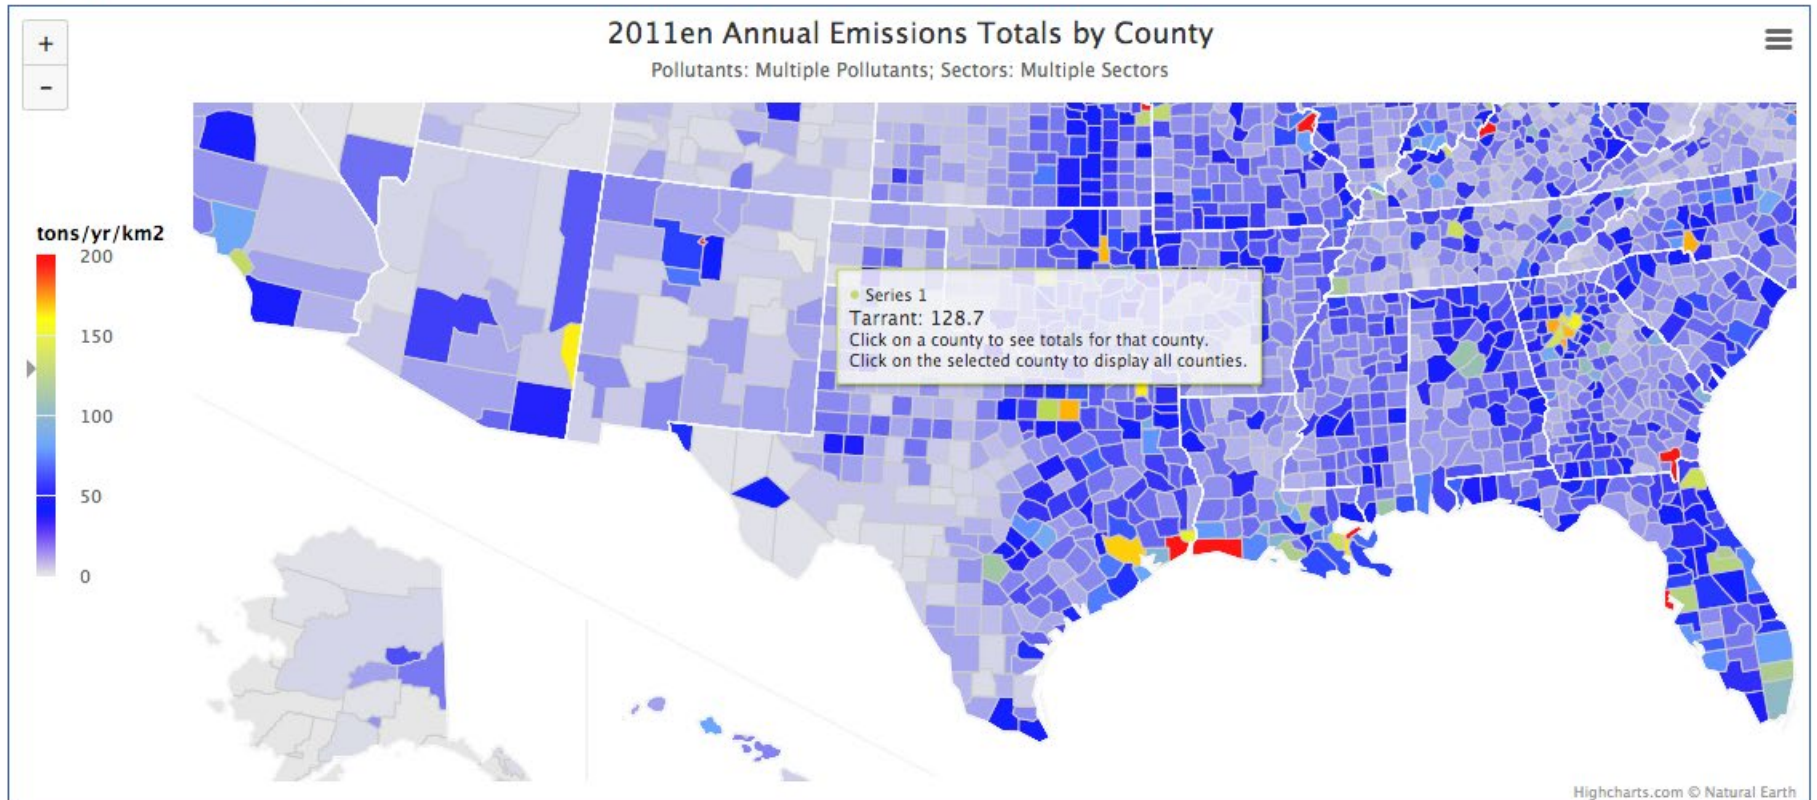 +
-
2011en Annual Emissions Totals by County
Pollutants: Multiple Pollutants; Sectors: Multiple Sectors
tons/yr/km2
200
150
100
50
0
Series 1
Tarrant: 128.7
Click on a county to see totals for that county.
Click on the selected county to display all counties.
Highcharts.com © Natural Earth